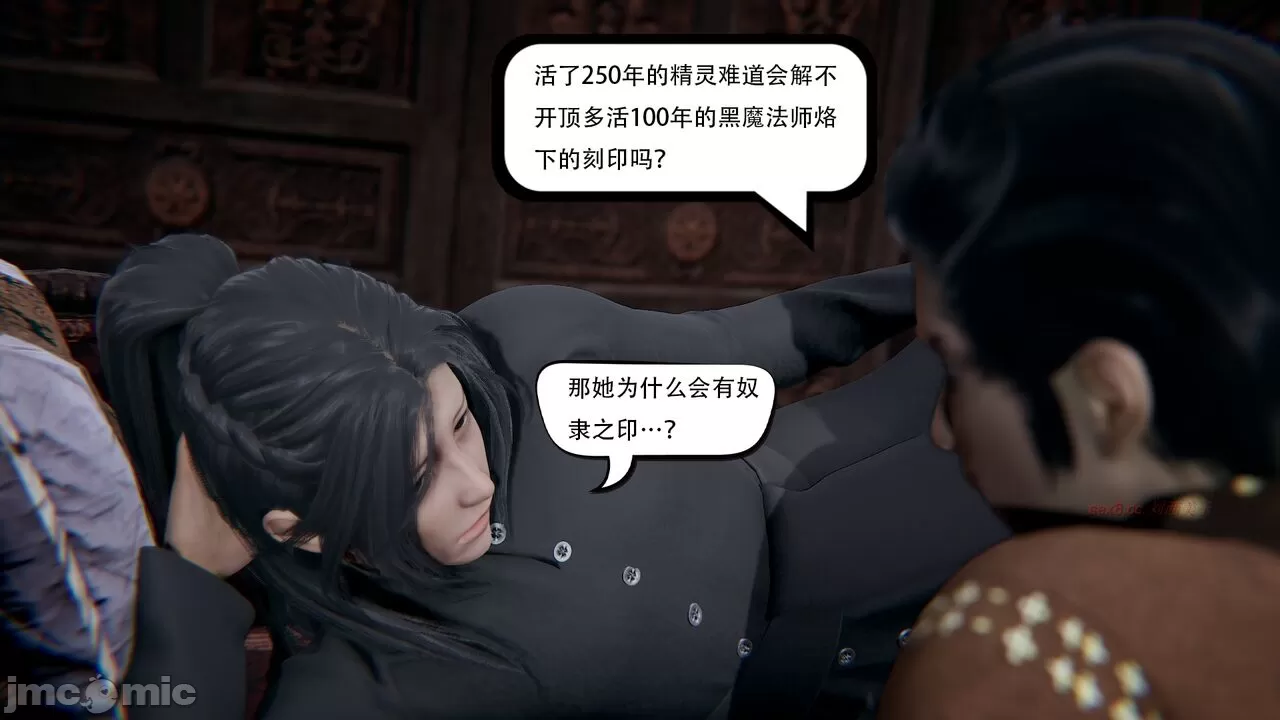 活了250年的精灵难道会解不
开顶多活100年的黑魔法师烙
下的刻印吗?
那她为什么会有奴
隶之印…?
jmcomic